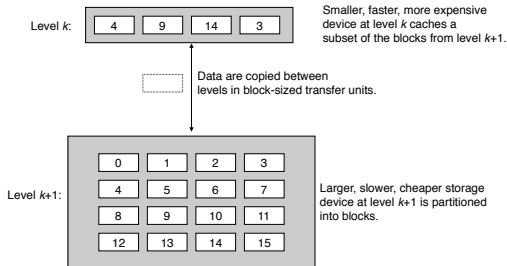 Level k:
4 9 14 3
Smaller, faster, more expensive
device at level k caches a
subset of the blocks from level k+1.
Data are copied between
levels in block-sized transfer units.
Level k+1:
0 1 2 3
4 5 6 7
8 9 10 11
12 13 14 15
Larger, slower, cheaper storage
device at level k+1 is partitioned
into blocks.